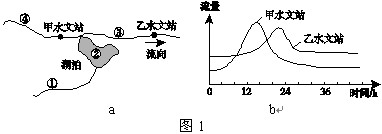 ④ 甲水文站 乙水文站
③
② 流向
湖泊
①
a
流量
甲水文站
乙水文站
0 12 24 36 时间/h
b
图 1